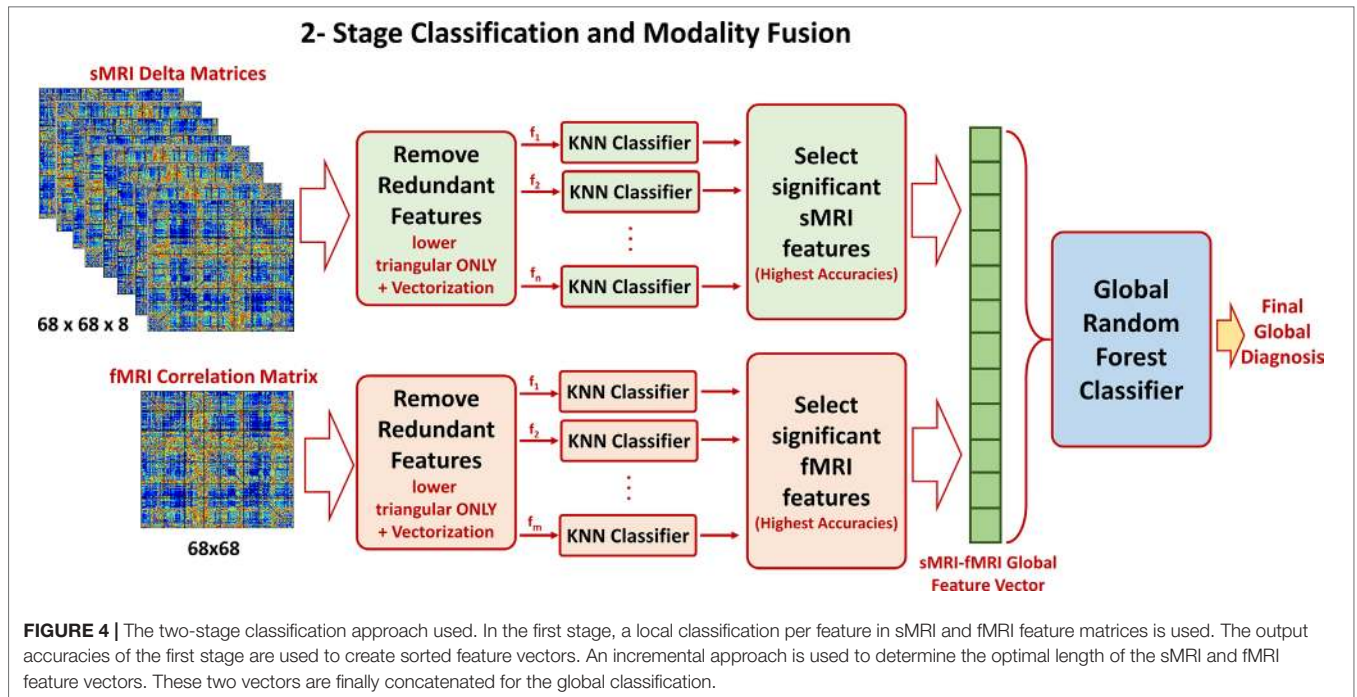 2- Stage Classification and Modality Fusion
sMRI Delta Matrices
68 x 68 x 8
Remove
Redundant
Features
lower
triangular ONLY
+ Vectorization
f1
KNN Classifier
f2
KNN Classifier
⋮
fn
KNN Classifier
Select
significant
sMRI
features
(Highest Accuracies)
fMRI Correlation Matrix
68x68
Remove
Redundant
Features
lower
triangular ONLY
+ Vectorization
f1
KNN Classifier
f2
KNN Classifier
⋮
fm
KNN Classifier
Select
significant
fMRI
features
(Highest Accuracies)
sMRI-fMRI Global
Feature Vector
Global
Random
Forest
Classifier
Final
Global
Diagnosis
FIGURE 4 | The two-stage classification approach used. In the first stage, a local classification per feature in sMRI and fMRI feature matrices is used. The output
accuracies of the first stage are used to create sorted feature vectors. An incremental approach is used to determine the optimal length of the sMRI and fMRI
feature vectors. These two vectors are finally concatenated for the global classification.